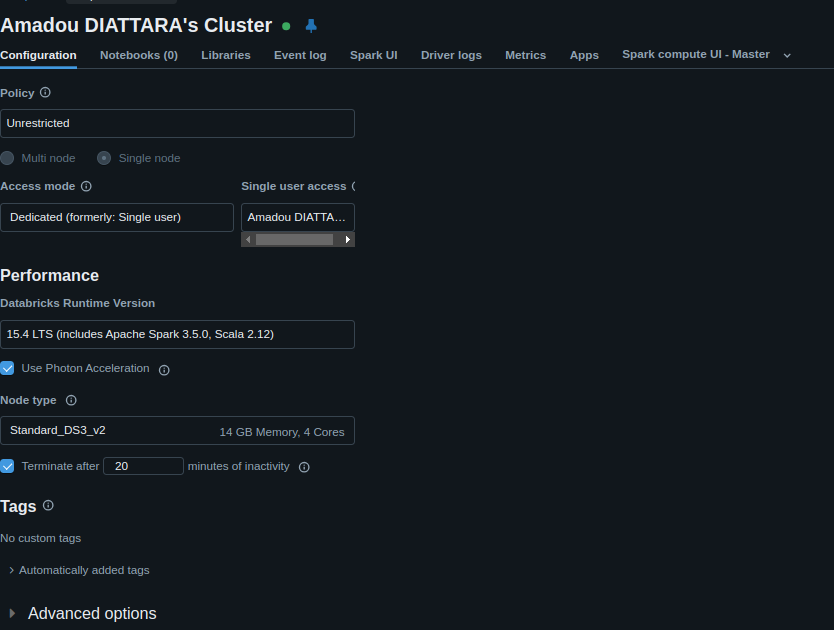 Amadou DIATTARA's Cluster
Configuration Notebooks (0) Libraries Event log Spark UI Driver logs Metrics Apps Spark compute UI - Master
Policy
Unrestricted
Multi node Single node
Access mode Single user access
Dedicated (formerly: Single user) Amadou DIATTA...
Performance
Databricks Runtime Version
15.4 LTS (includes Apache Spark 3.5.0, Scala 2.12)
Use Photon Acceleration
Node type
Standard_DS3_v2 14 GB Memory, 4 Cores
Terminate after 20 minutes of inactivity
Tags
No custom tags
Automatically added tags
Advanced options